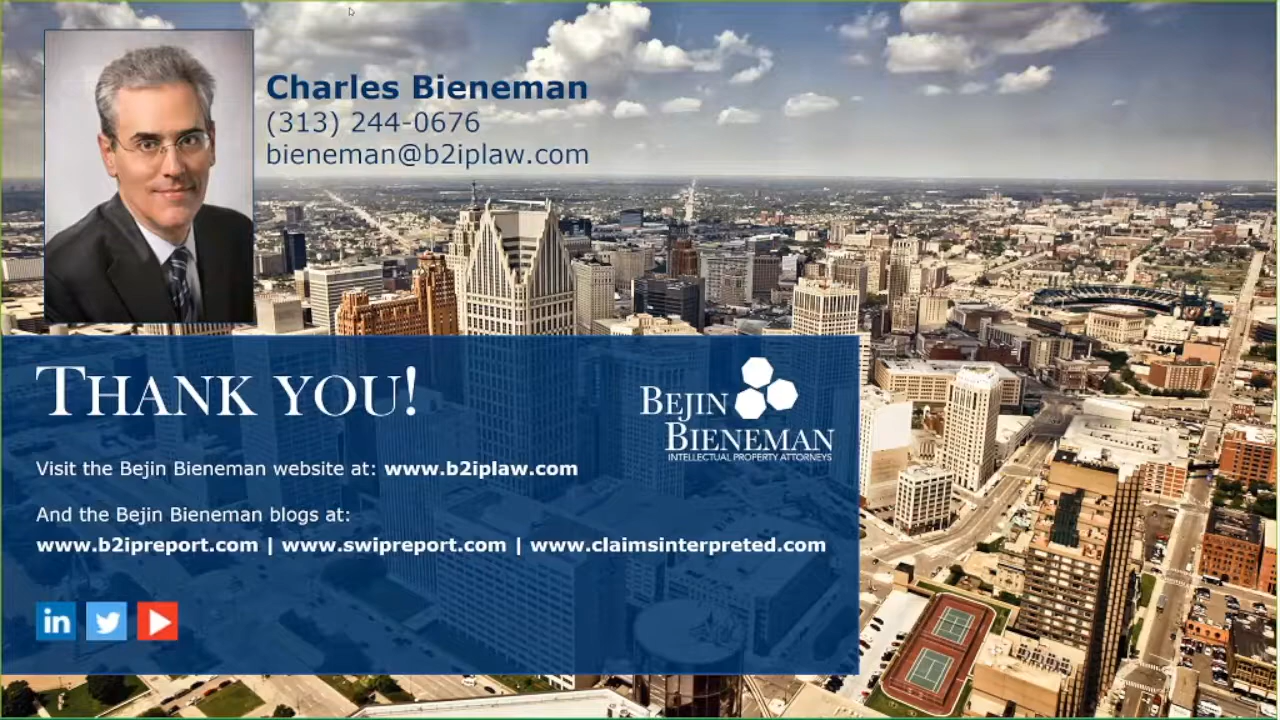 Charles Bieneman
(313) 244-0676
bieneman@b2iplaw.com
THANK YOU!
BEJIN
BIENEMAN
INTELLECTUAL PROPERTY ATTORNEYS
Visit the Bejin Bieneman website at: www.b2iplaw.com
And the Bejin Bieneman blogs at:
www.b2ipreport.com | www.swipreport.com | www.claimsinterpreted.com
in